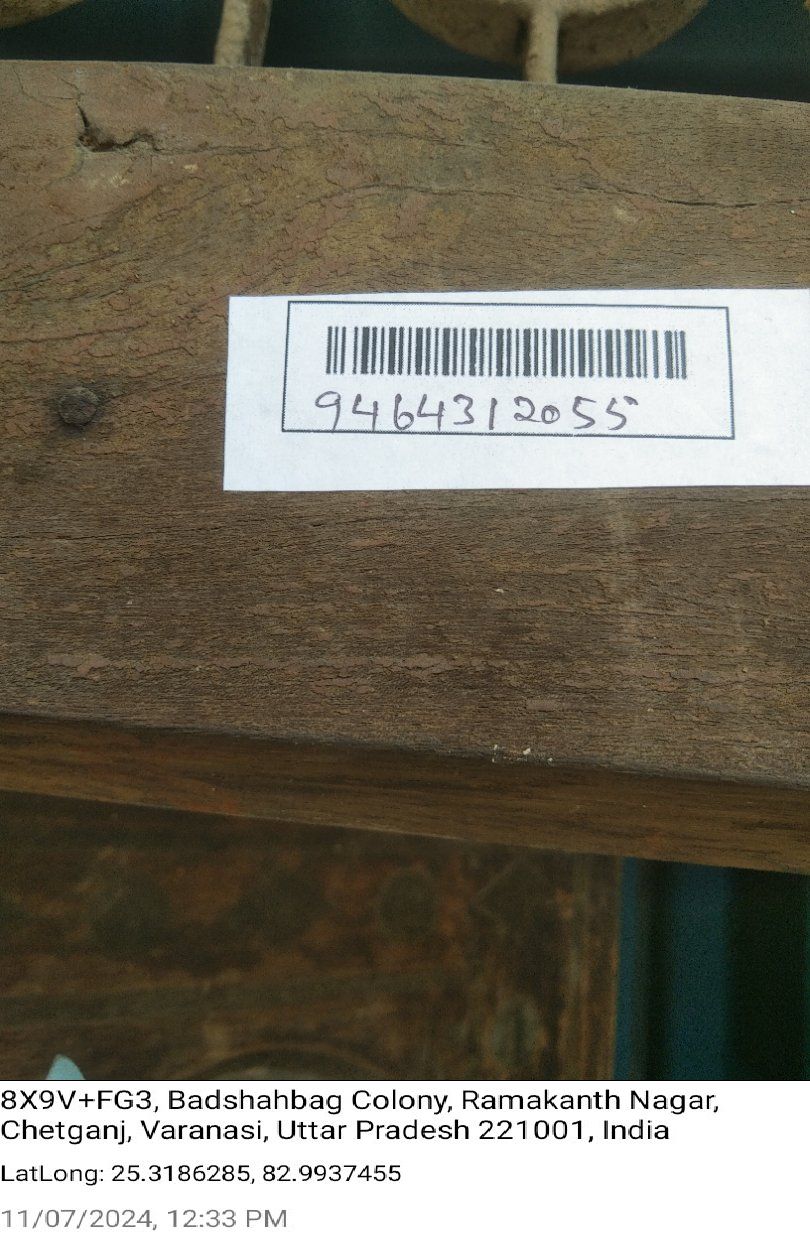 9464312055
8X9V+FG3, Badshahbag Colony, Ramakanth Nagar,
Chetganj, Varanasi, Uttar Pradesh 221001, India
LatLong: 25.3186285, 82.9937455
11/07/2024, 12:33 PM